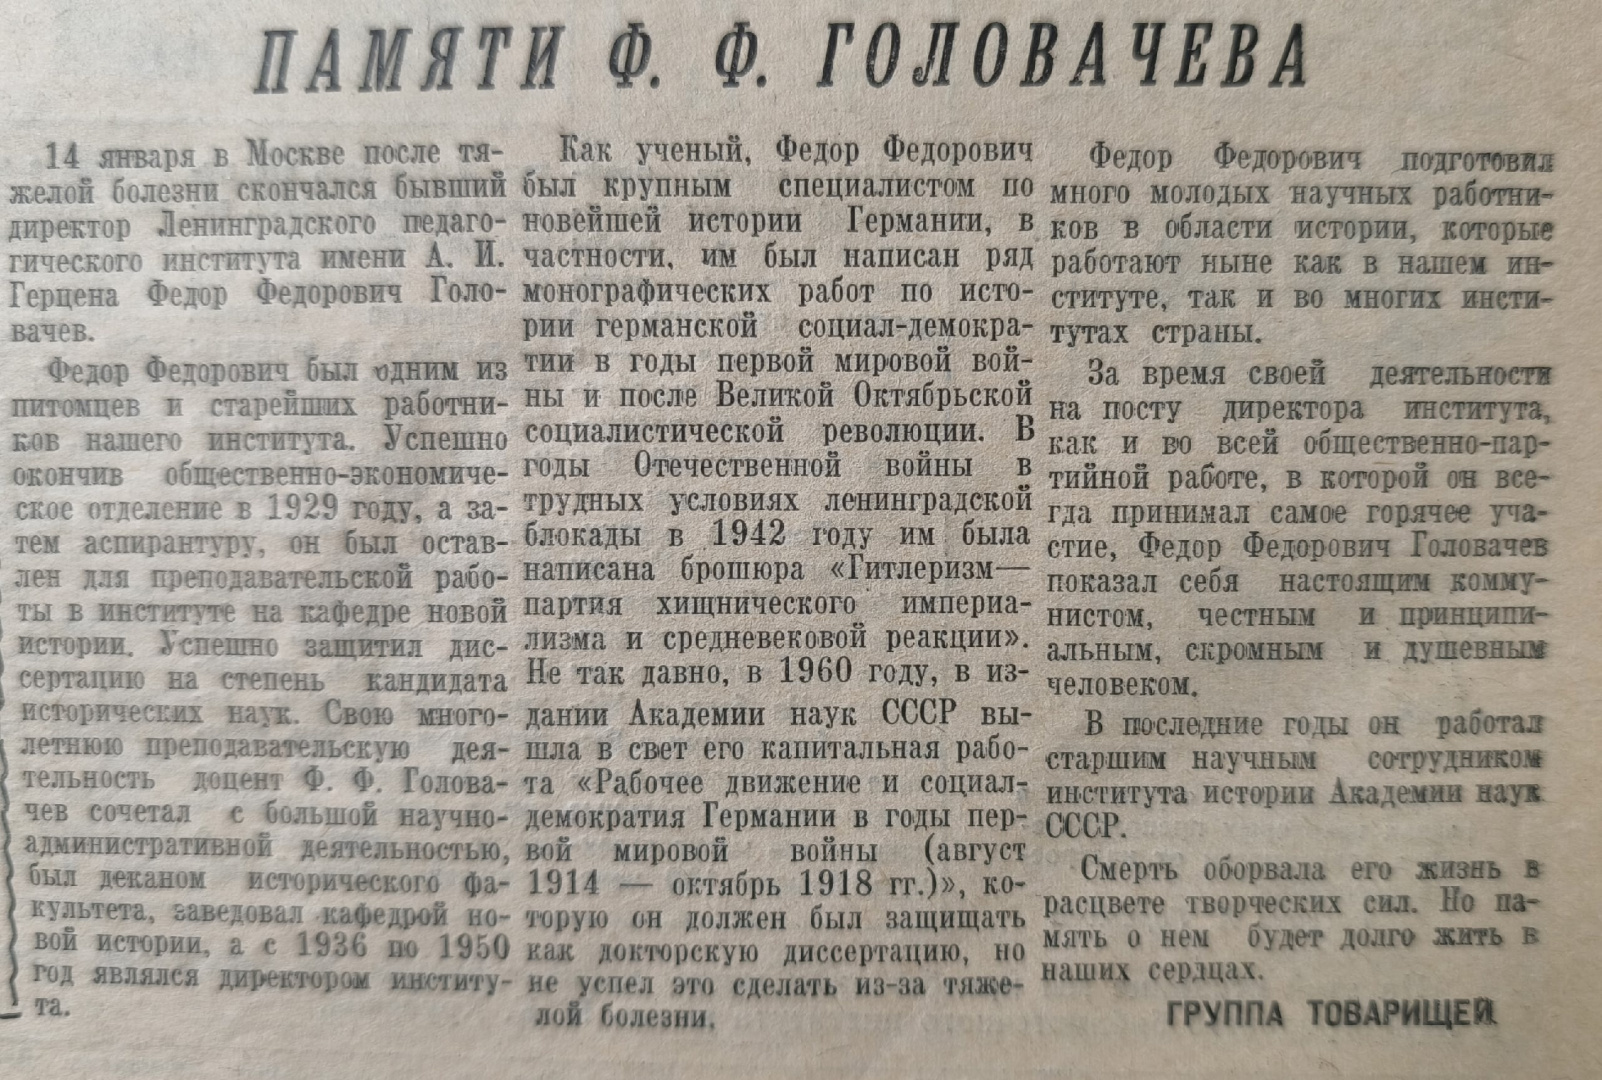 ПАМЯТИ Ф. Ф. ГОЛОВАЧЕВА
14 января в Москве после тя-
желой болезни скончался бывший
директор Ленинградского педаго-
гического института имени А. И.
Герцена Федор Федорович Голо-
вачев.
Федор Федорович был одним из
питомцев и старейших работни-
ков нашего института. Успешно
окончив общественно-экономиче-
ское отделение в 1929 году, а за-
тем аспирантуру, он был остав-
лен для преподавательской рабо-
ты в институте на кафедре новой
истории. Успешно защитил дис-
сертацию на степень кандидата
исторических наук. Свою много-
летнюю преподавательскую дея-
тельность доцент Ф. Ф. Голова-
чев сочетал с большой научно-
административной деятельностью,
был деканом исторического фа-
культета, заведовал кафедрой но-
вой истории, а с 1936 по 1950
год являлся директором институ-
та.
Как ученый, Федор Федорович
был крупным специалистом по
новейшей истории Германии, в
частности, им был написан ряд
монографических работ по исто-
рии германской социал-демокра-
тии в годы первой мировой вой-
ны и после Великой Октябрьской
социалистической революции. В
годы Отечественной войны в
трудных условиях ленинградской
блокады в 1942 году им была
написана брошюра «Гитлеризм—
партия хищнического империа-
лизма и средневековой реакции».
Не так давно, в 1960 году, в из-
дании Академии наук СССР вы-
шла в свет его капитальная рабо-
та «Рабочее движение и социал-
демократия Германии в годы пер-
вой мировой войны (август
1914 — октябрь 1918 гг.)», ко-
торую он должен был защищать
как докторскую диссертацию, но
не успел это сделать из-за тяже-
лой болезни.
Федор Федорович подготовил
много молодых научных работни-
ков в области истории, которые
работают ныне как в нашем ин-
ституте, так и во многих инсти-
тутах страны.
За время своей деятельности
на посту директора института,
как и во всей общественно-пар-
тийной работе, в которой он все-
гда принимал самое горячее уча-
стие, Федор Федорович Головачев
показал себя настоящим комму-
нистом, честным и принципи-
альным, скромным и душевным
человеком.
В последние годы он работал
старшим научным сотрудником
института истории Академии наук
СССР.
Смерть оборвала его жизнь в
расцвете творческих сил. Но па-
мять о нем будет долго жить в
наших сердцах.
ГРУППА ТОВАРИЩЕЙ.